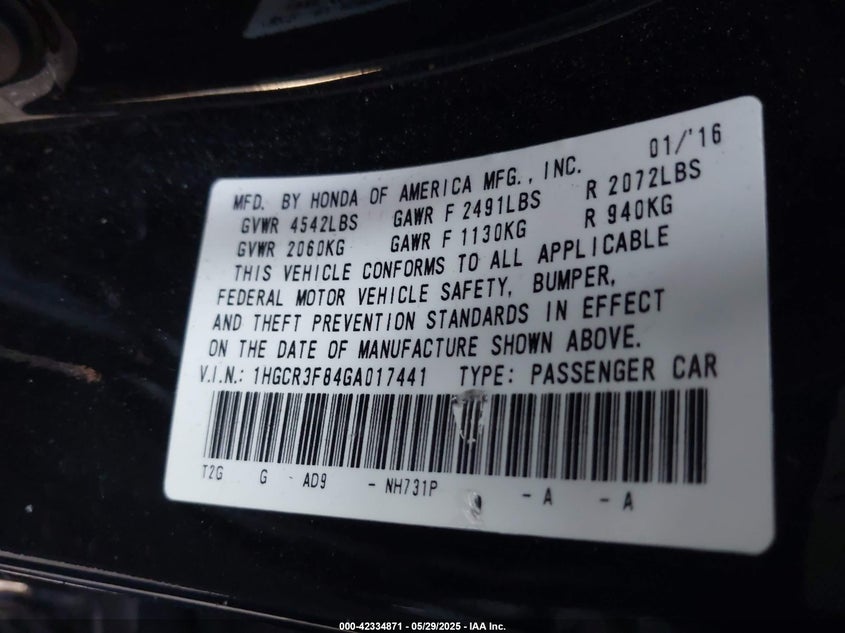 MFD. BY HONDA OF AMERICA MFG., INC. 01/'16
GVWR 4542LBS GAWR F 2491LBS R 2072LBS
GVWR 2060KG GAWR F 1130KG R 940KG
THIS VEHICLE CONFORMS TO ALL APPLICABLE
FEDERAL MOTOR VEHICLE SAFETY, BUMPER,
AND THEFT PREVENTION STANDARDS IN EFFECT
ON THE DATE OF MANUFACTURE SHOWN ABOVE.
V.I.N.: 1HGCR3F84GA017441 TYPE: PASSENGER CAR
T2G G AD9 - NH731P - A - A
000-42334871 / 05/29/2025 - IAA Inc.